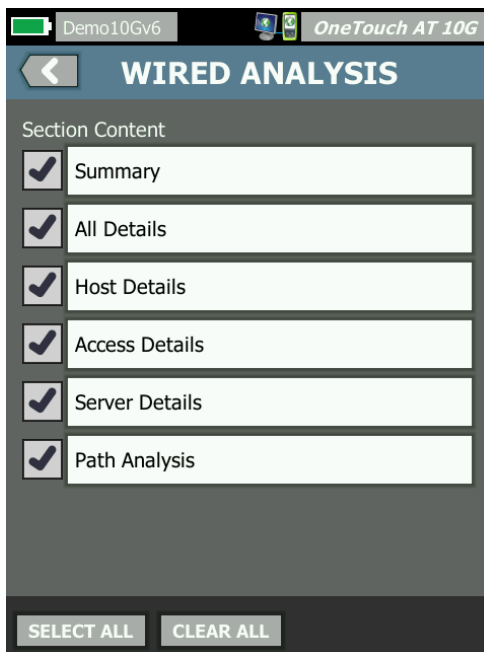 Demo10Gv6 OneTouch AT 10G
WIRED ANALYSIS
Section Content
Summary
All Details
Host Details
Access Details
Server Details
Path Analysis
SELECT ALL CLEAR ALL